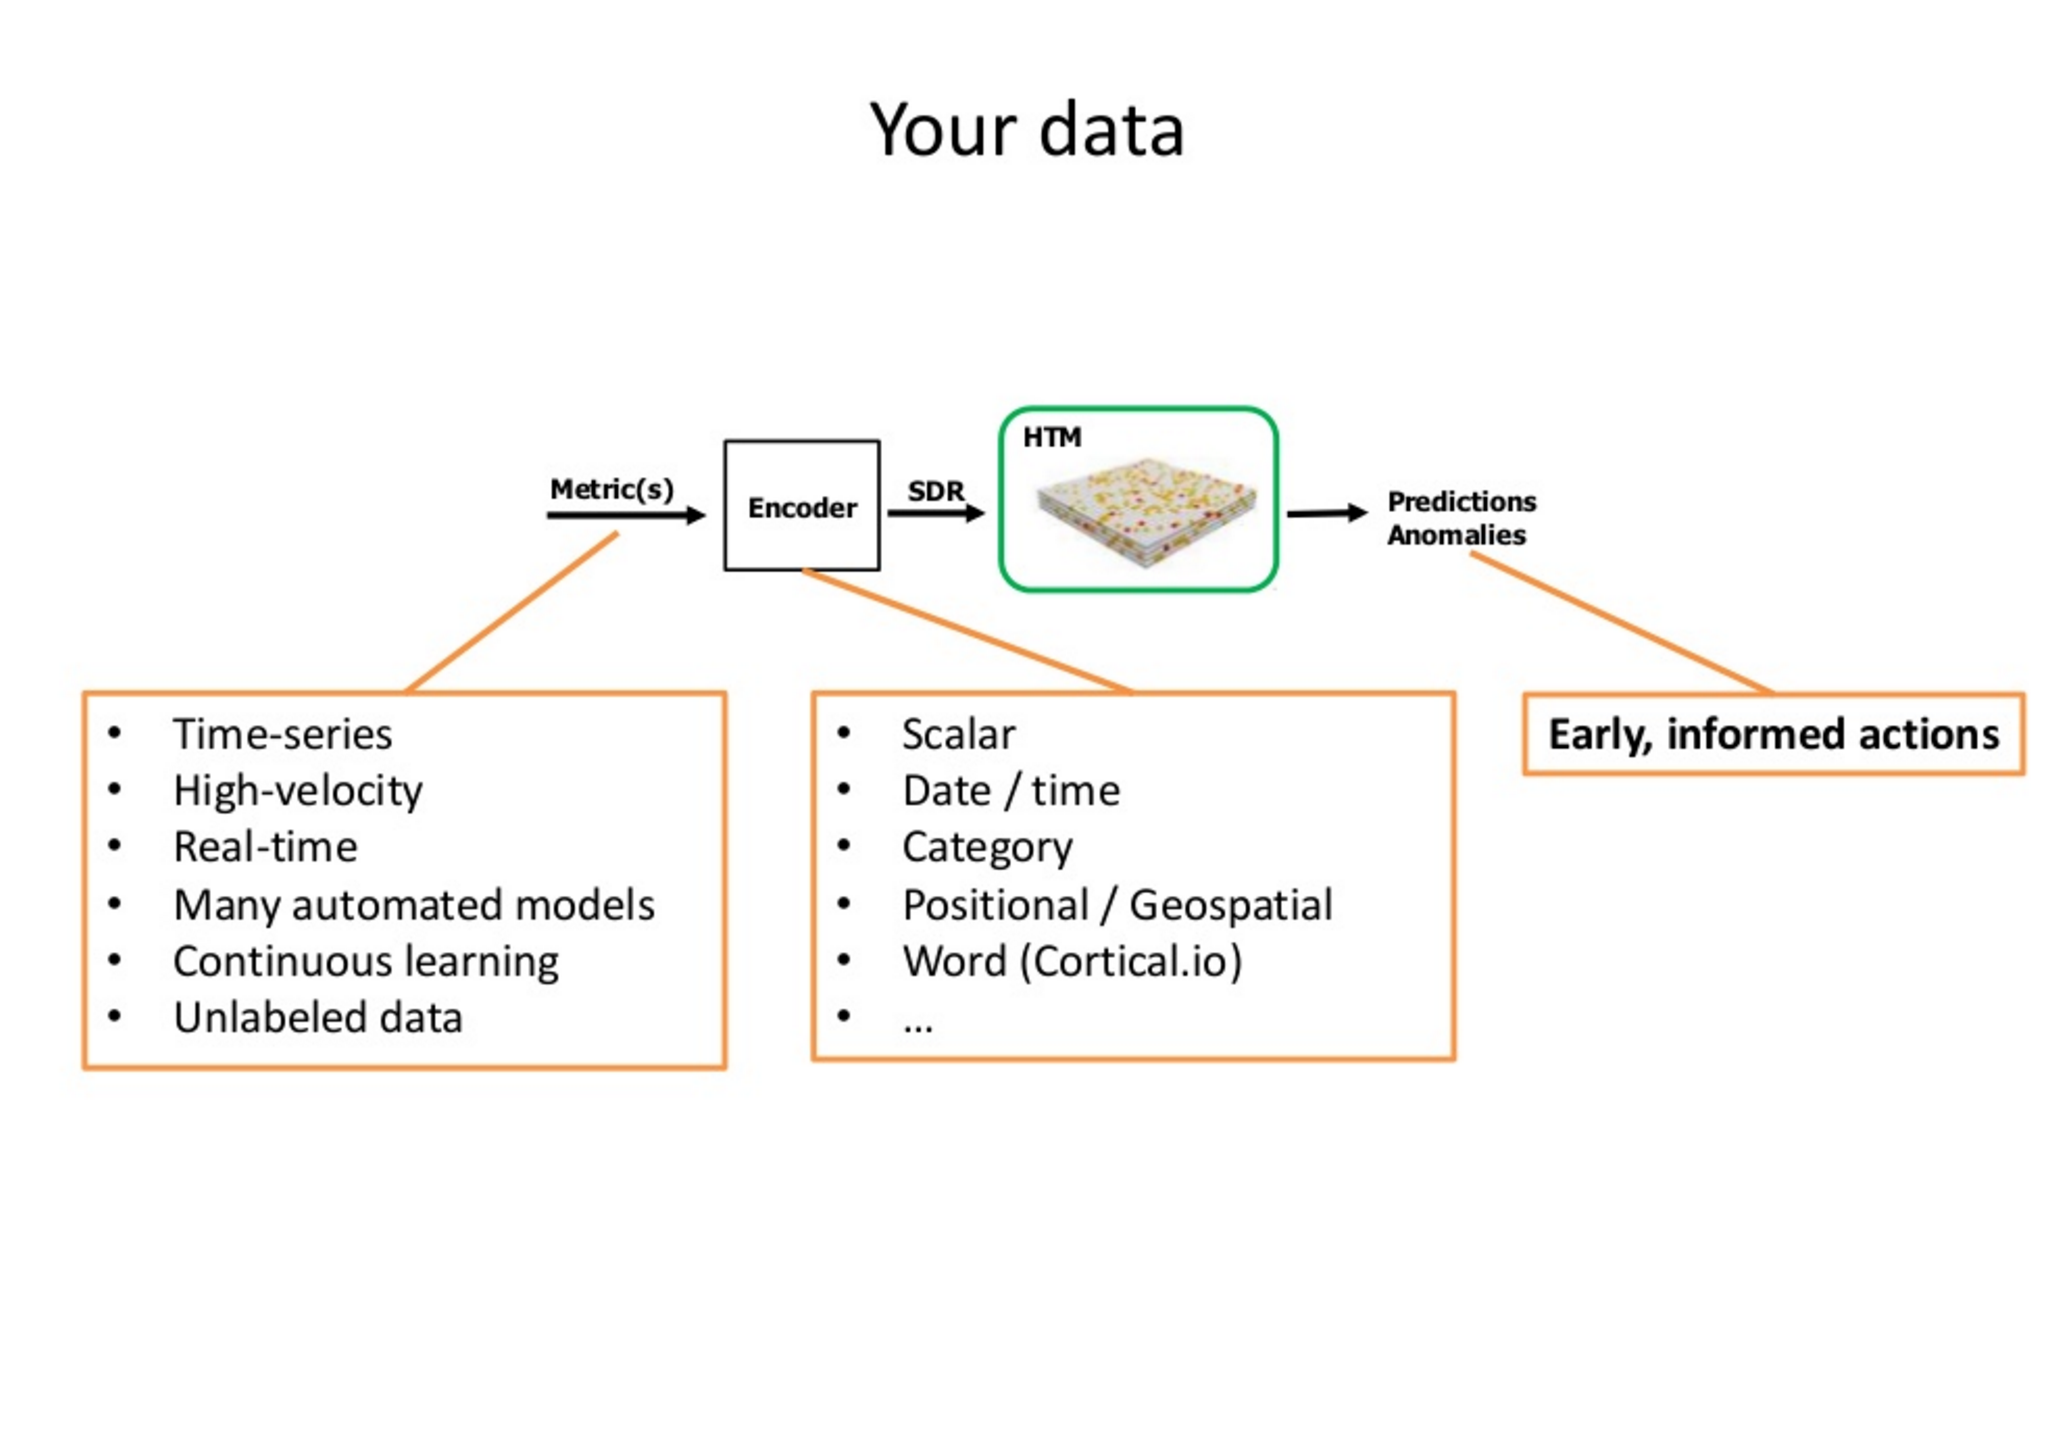 Your data
Metric(s)
Encoder
SDR
HTM
Predictions
Anomalies
• Time-series
• High-velocity
• Real-time
• Many automated models
• Continuous learning
• Unlabeled data
• Scalar
• Date / time
• Category
• Positional / Geospatial
• Word (Cortical.io)
• ...
Early, informed actions